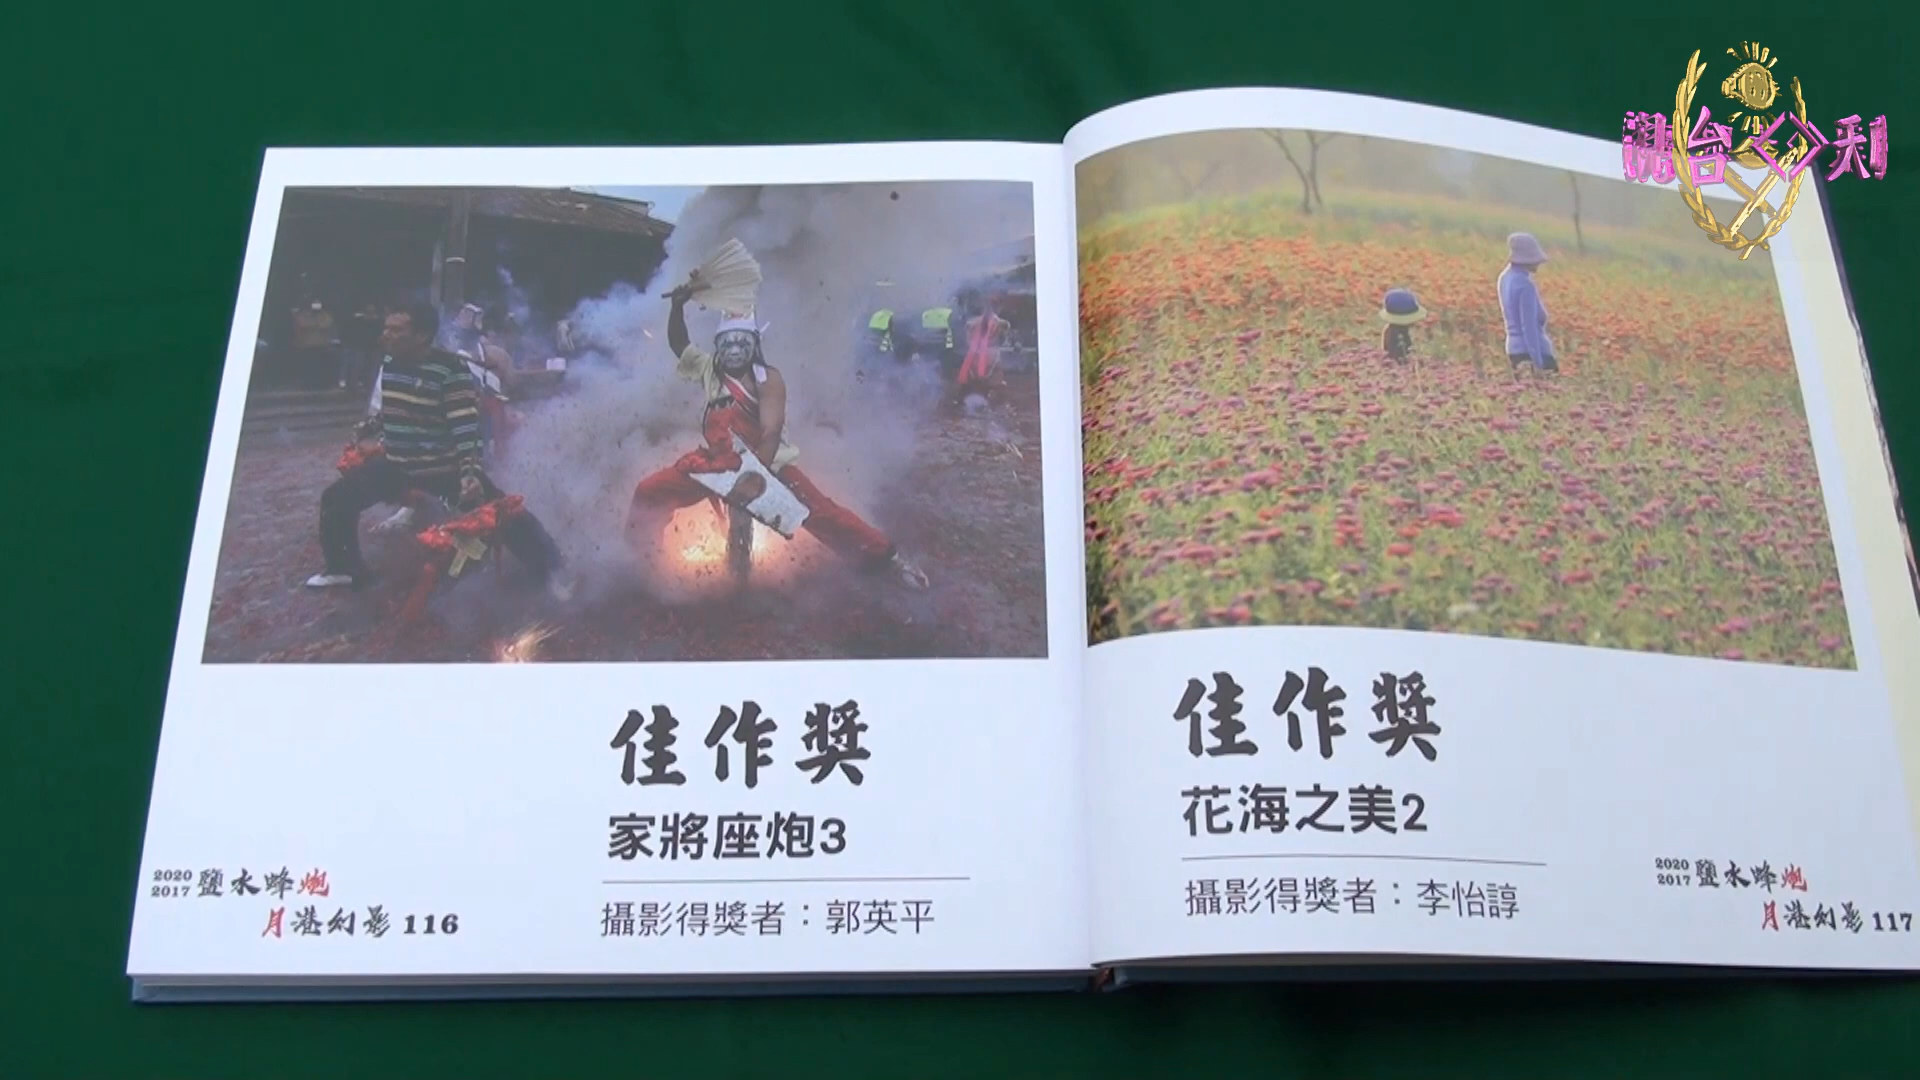 佳作獎
家將座炮3
攝影得獎者：郭英平
2020
2017 鹽水蜂炮
月港幻影 116
佳作獎
花海之美2
攝影得獎者：李怡諄
2020
2017 鹽水蜂炮
月港幻影 117